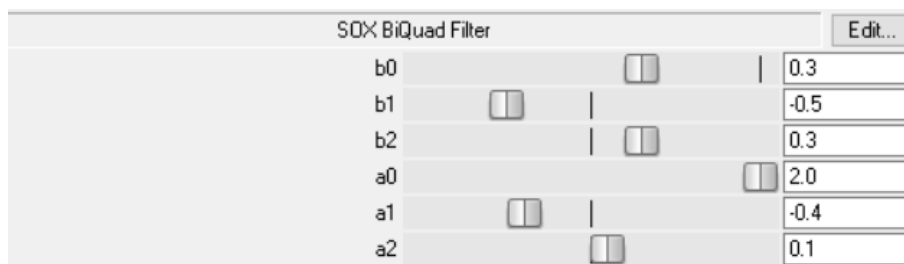 SOX BiQuad Filter Edit...
b0 0.3
b1 -0.5
b2 0.3
a0 2.0
a1 -0.4
a2 0.1